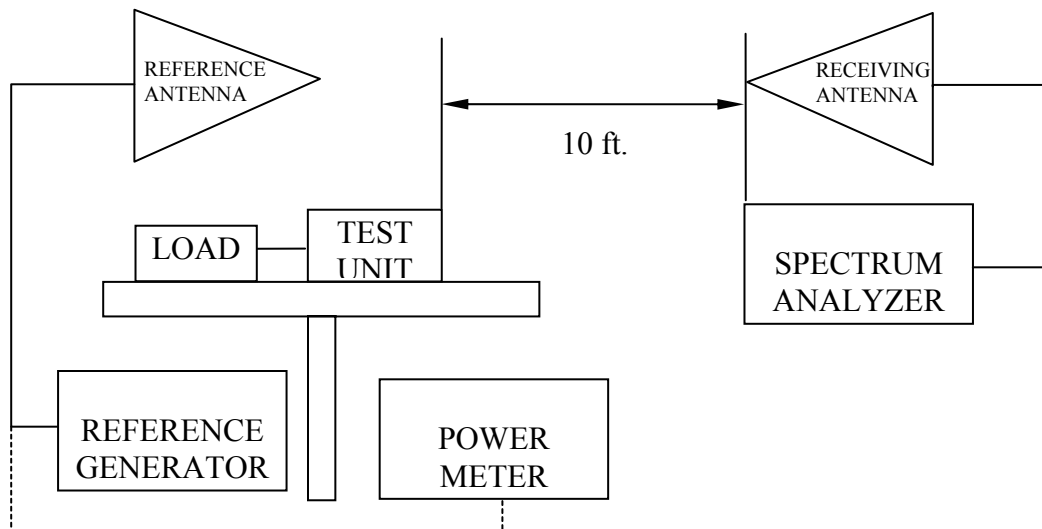 REFERENCE
ANTENNA
RECEIVING
ANTENNA
10 ft.
LOAD
TEST
UNIT
SPECTRUM
ANALYZER
REFERENCE
GENERATOR
POWER
METER